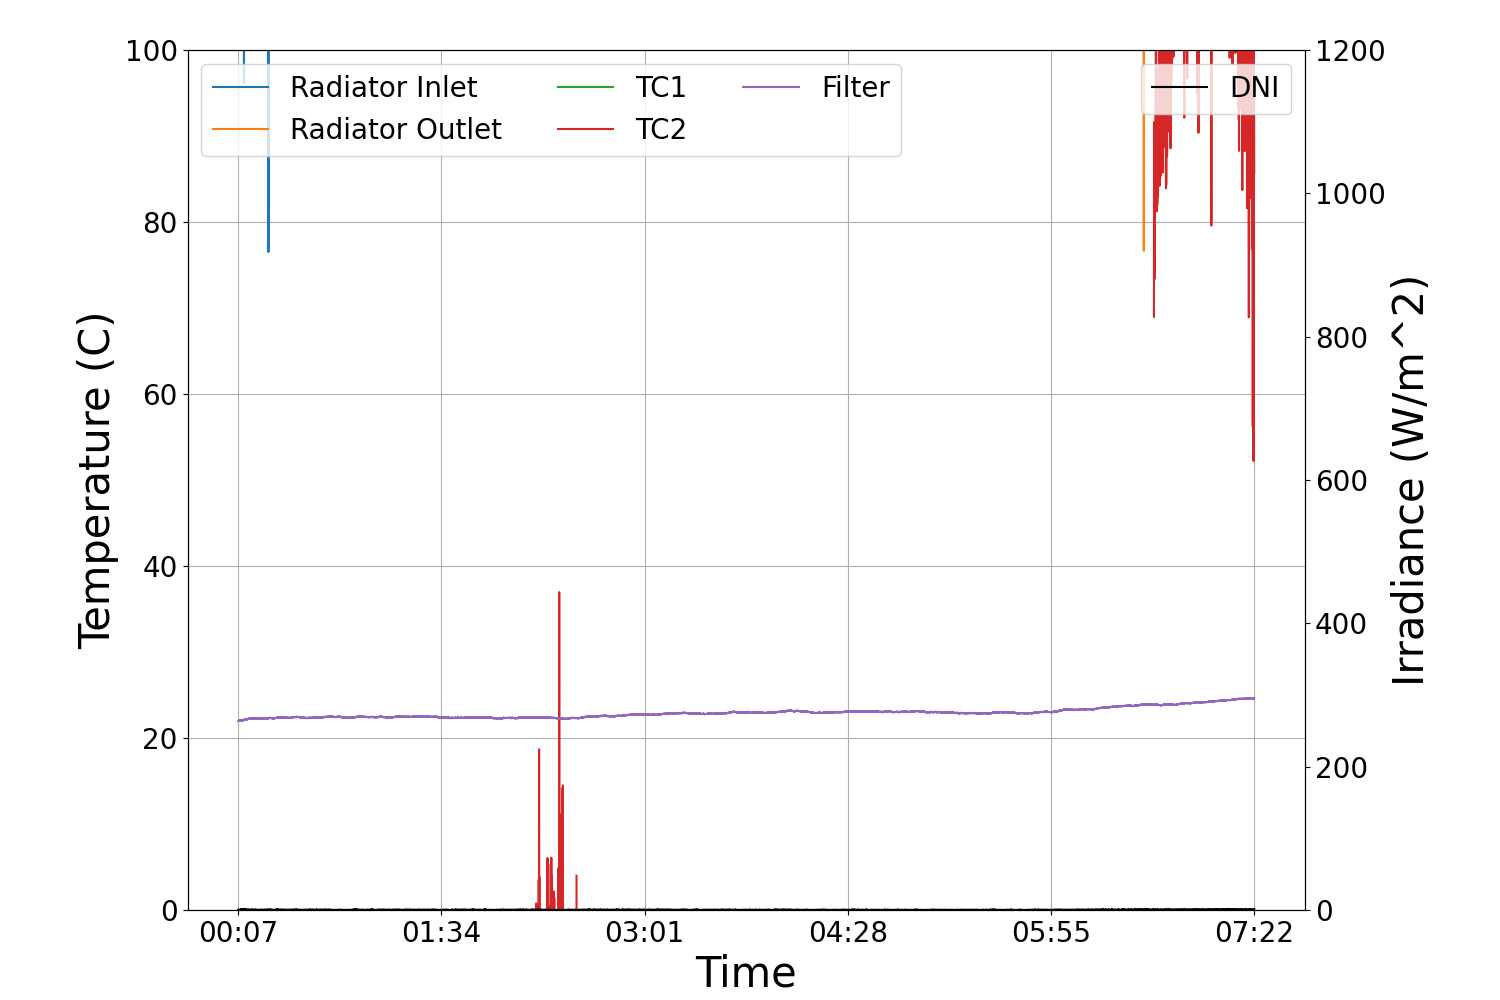 100
80
60
40
20
0
Temperature (C)
Radiator Inlet
Radiator Outlet
TC1
TC2
Filter
DNI
1200
1000
800
600
400
200
0
Irradiance (W/m^2)
00:07 01:34 03:01 04:28 05:55 07:22
Time